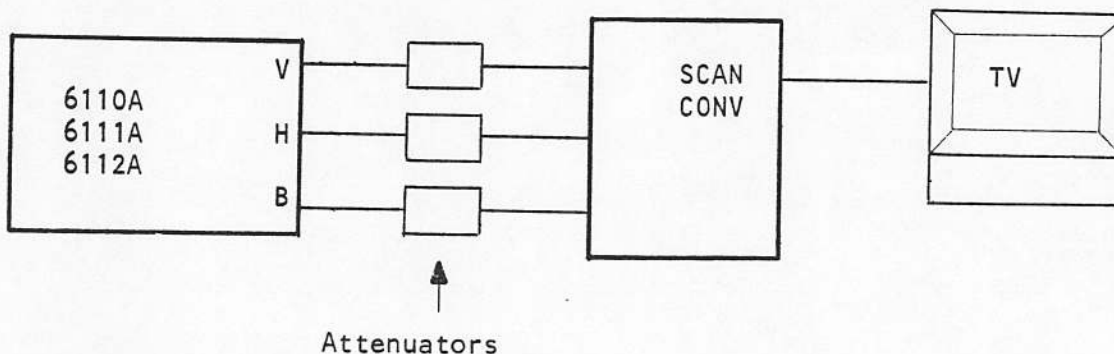 6110A
6111A
6112A
V
H
B
SCAN
CONV
TV
Attenuators